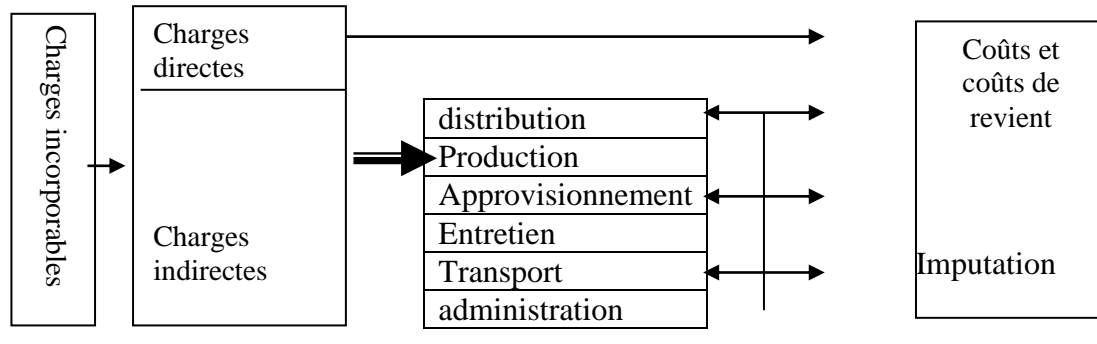 Charges incorporables
Charges
directes
Charges
indirectes
distribution
Production
Approvisionnement
Entretien
Transport
administration
Coûts et
coûts de
revient
Imputation